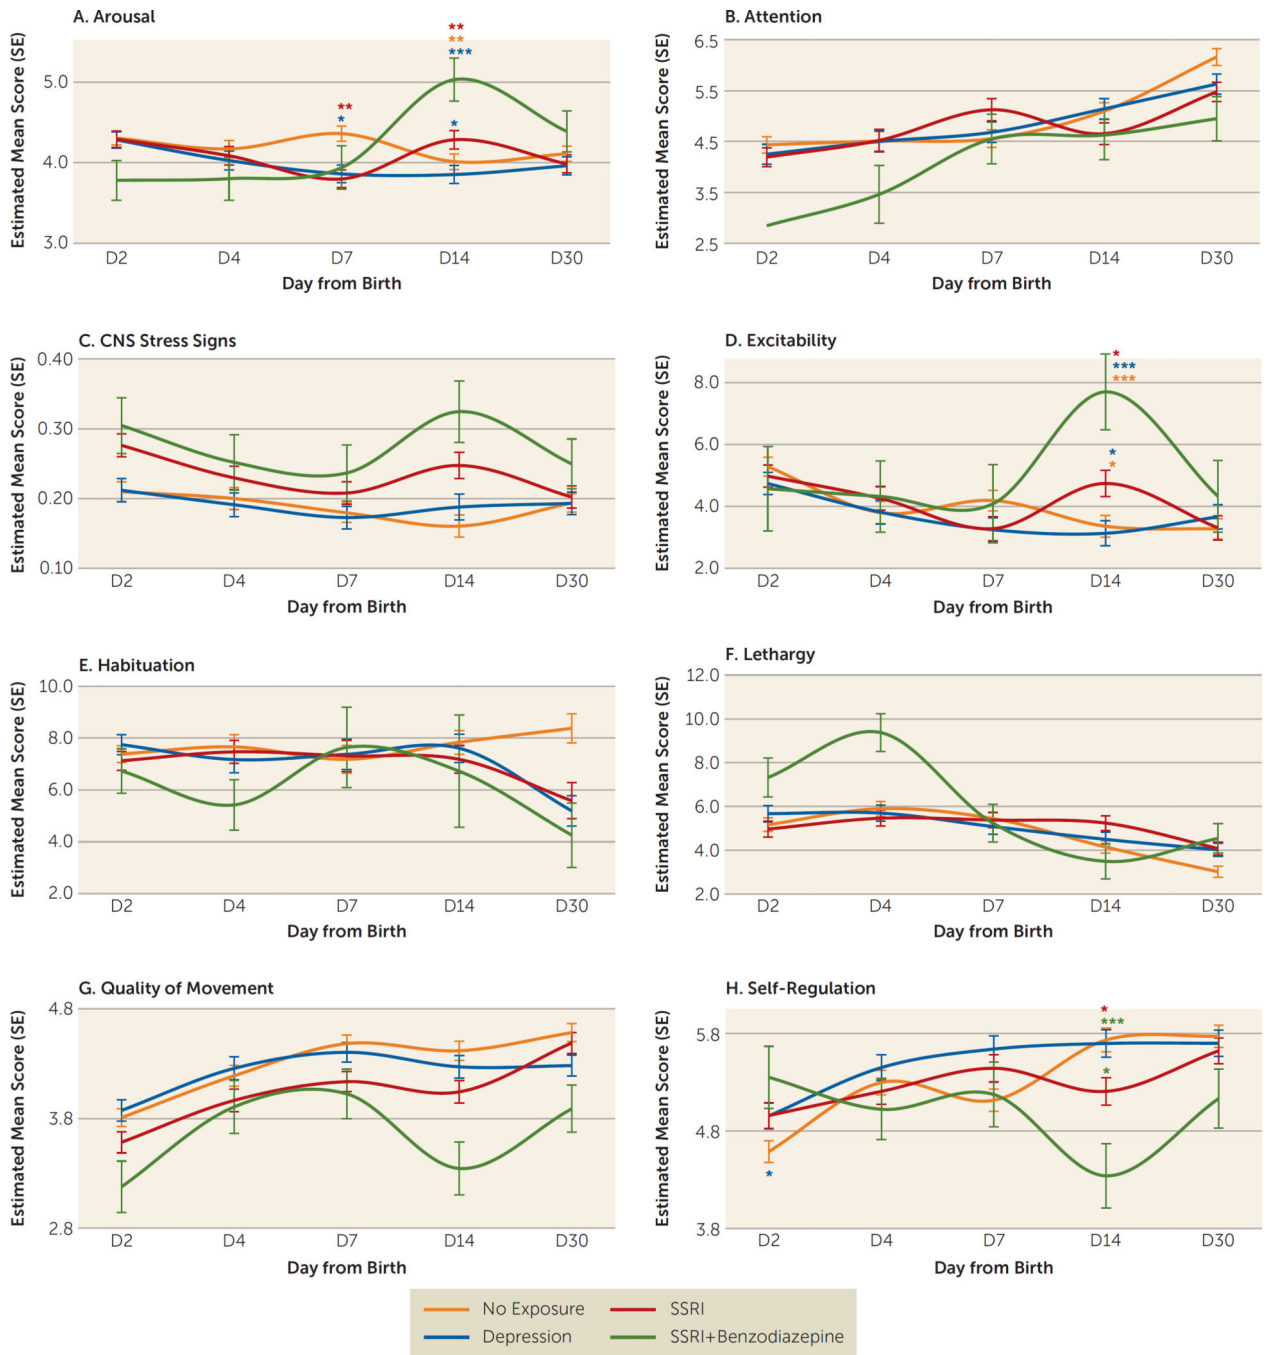 A. Arousal
Estimated Mean Score (SE)
5.0
4.0
3.0
**
**
***
**
*
*
D2 D4 D7 D14 D30
Day from Birth
B. Attention
Estimated Mean Score (SE)
6.5
5.5
4.5
3.5
2.5
D2 D4 D7 D14 D30
Day from Birth
C. CNS Stress Signs
Estimated Mean Score (SE)
0.40
0.30
0.20
0.10
D2 D4 D7 D14 D30
Day from Birth
D. Excitability
Estimated Mean Score (SE)
8.0
6.0
4.0
2.0
*
***
***
*
*
D2 D4 D7 D14 D30
Day from Birth
E. Habituation
Estimated Mean Score (SE)
10.0
8.0
6.0
4.0
2.0
D2 D4 D7 D14 D30
Day from Birth
F. Lethargy
Estimated Mean Score (SE)
12.0
10.0
8.0
6.0
4.0
2.0
D2 D4 D7 D14 D30
Day from Birth
G. Quality of Movement
Estimated Mean Score (SE)
4.8
3.8
2.8
D2 D4 D7 D14 D30
Day from Birth
H. Self-Regulation
Estimated Mean Score (SE)
5.8
4.8
3.8
*
***
*
*
D2 D4 D7 D14 D30
Day from Birth
No Exposure SSRI
Depression SSRI+Benzodiazepine